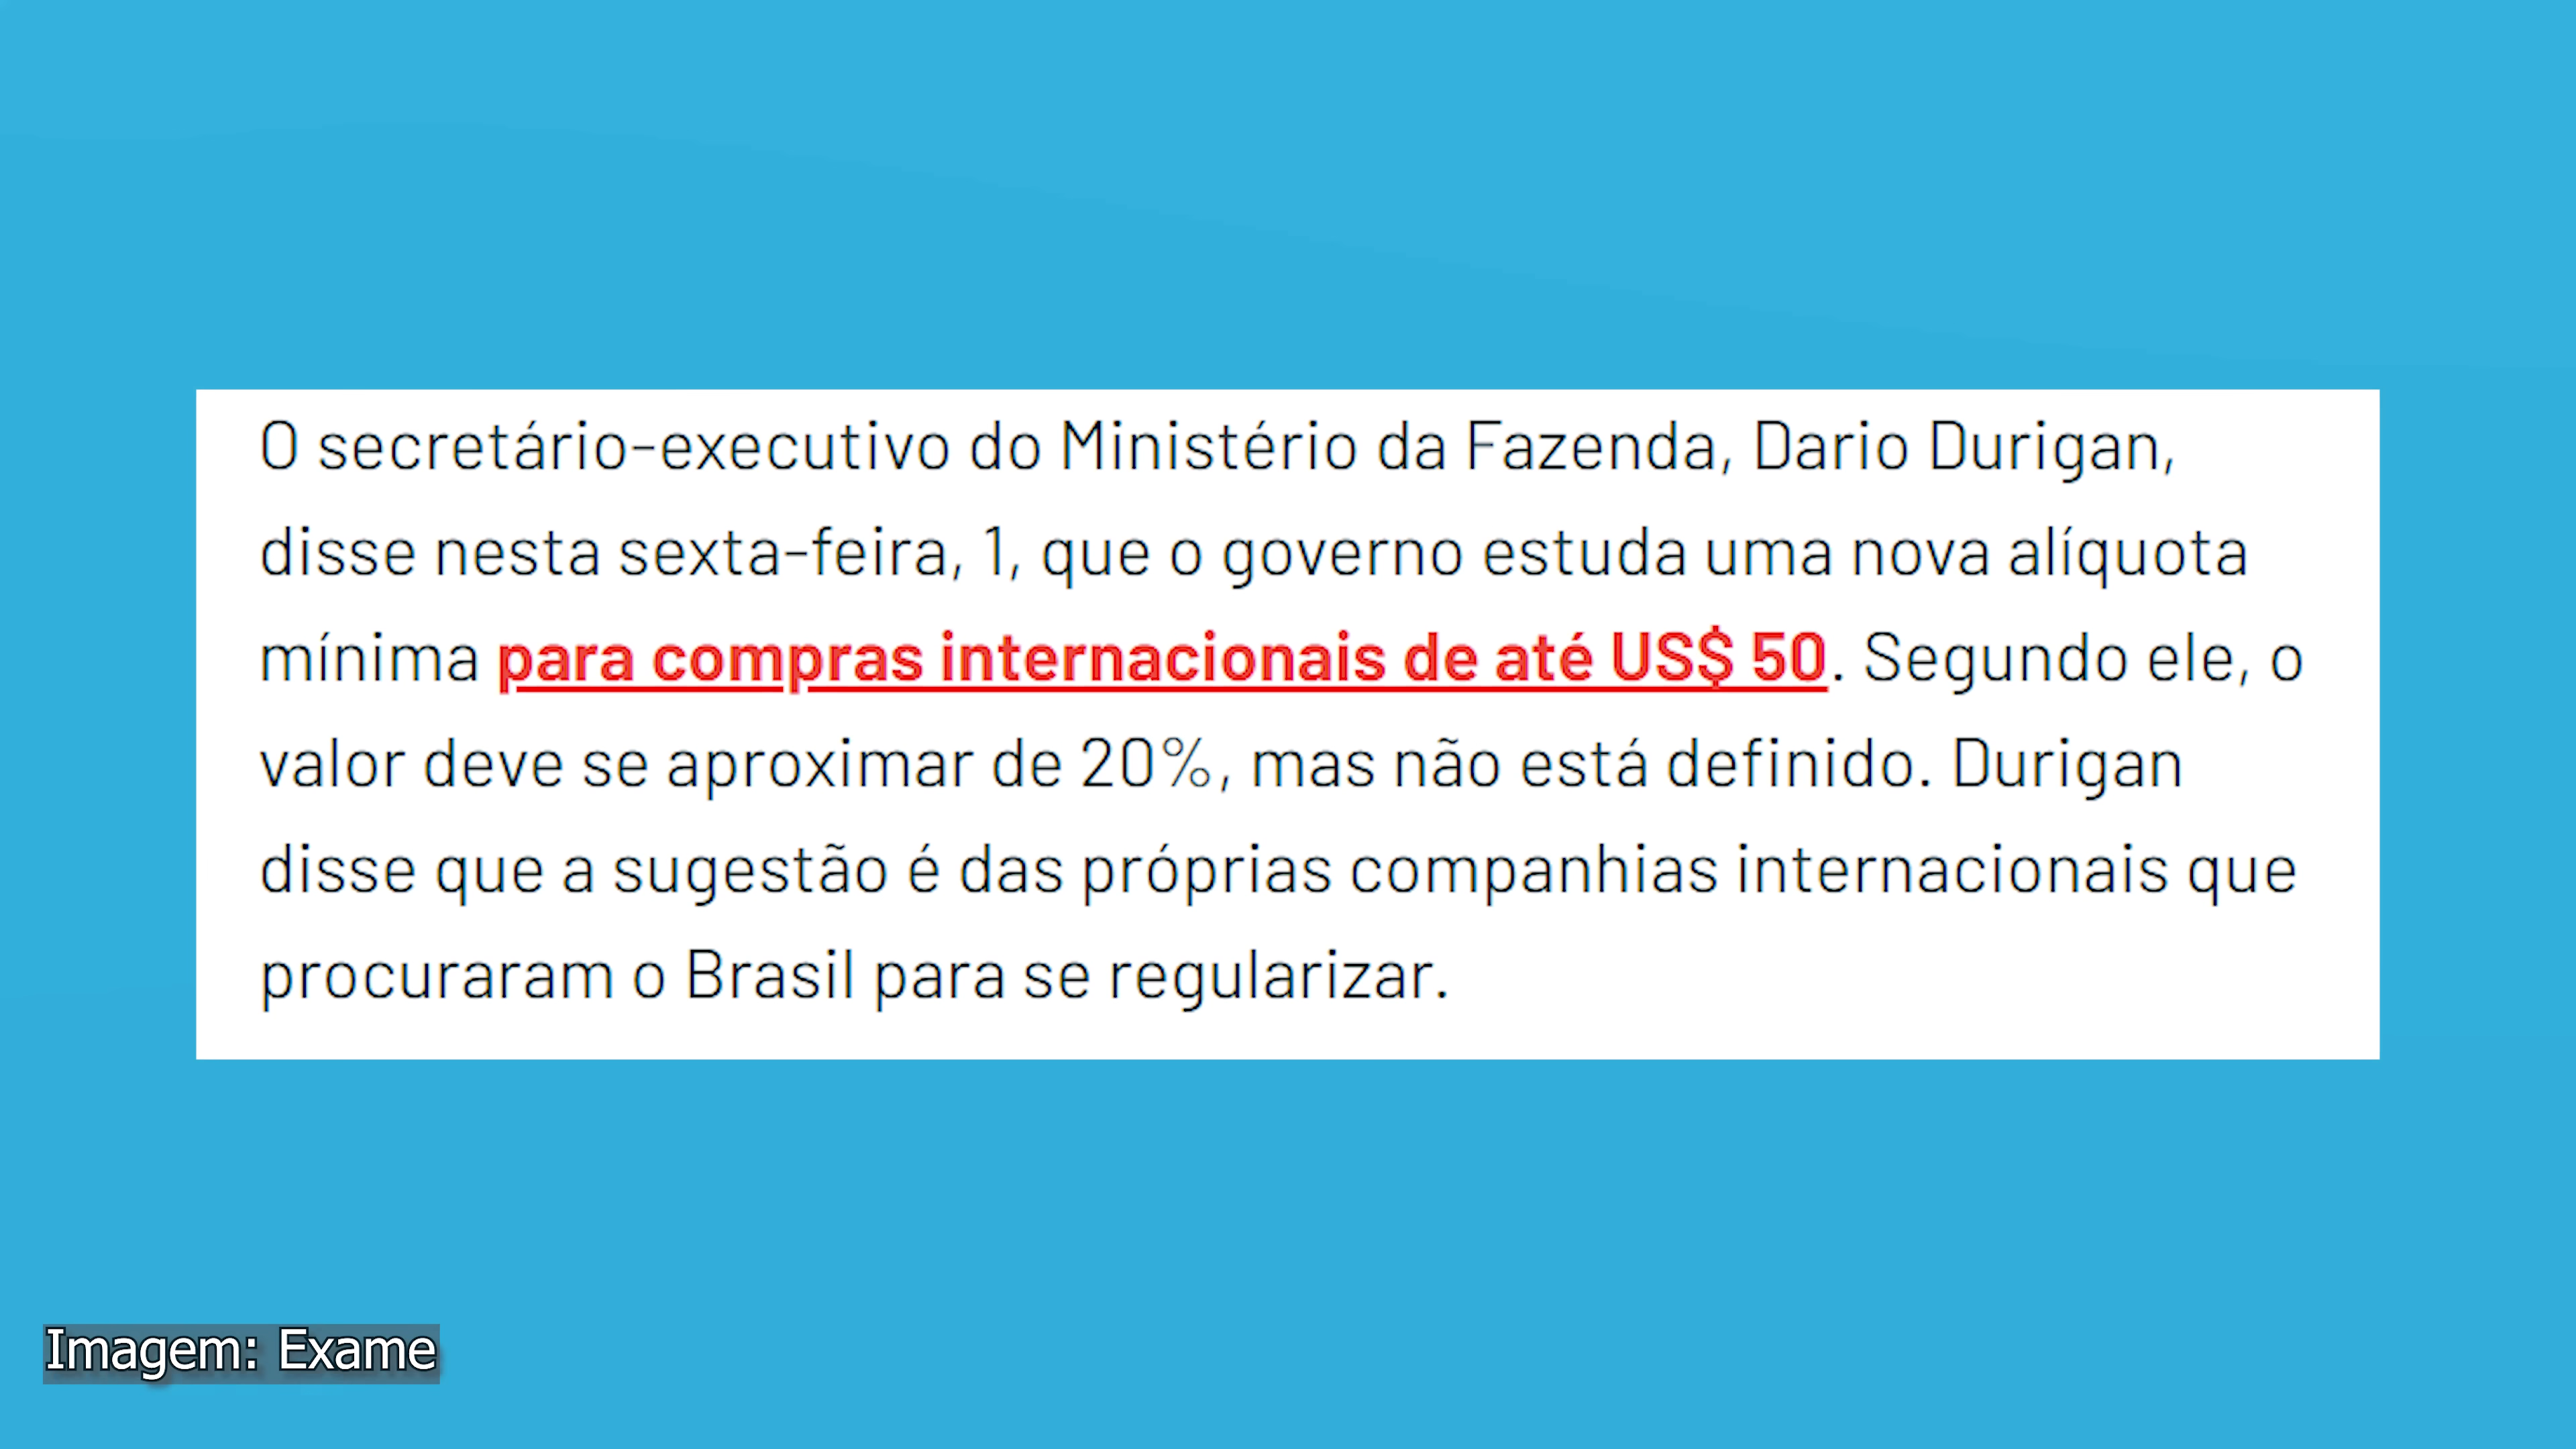 O secretário-executivo do Ministério da Fazenda, Dario Durigan,
disse nesta sexta-feira, 1, que o governo estuda uma nova alíquota
mínima para compras internacionais de até US$ 50. Segundo ele, o
valor deve se aproximar de 20%, mas não está definido. Durigan
disse que a sugestão é das próprias companhias internacionais que
procuraram o Brasil para se regularizar.
Imagem: Exame